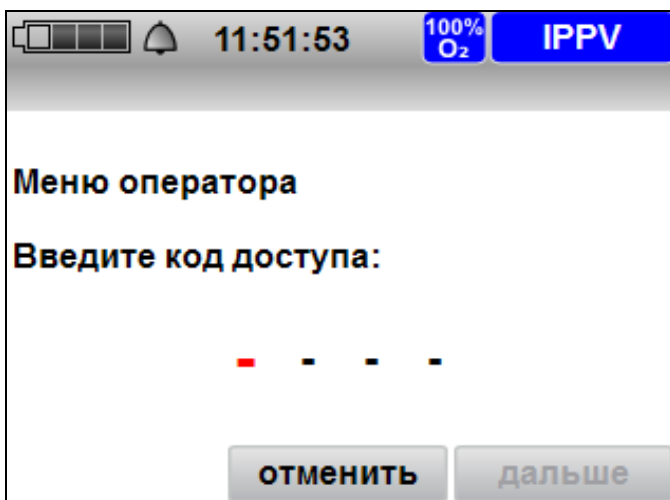 11:51:53 100% O₂ IPPV
Меню оператора
Введите код доступа:
- - - -
отменить дальше